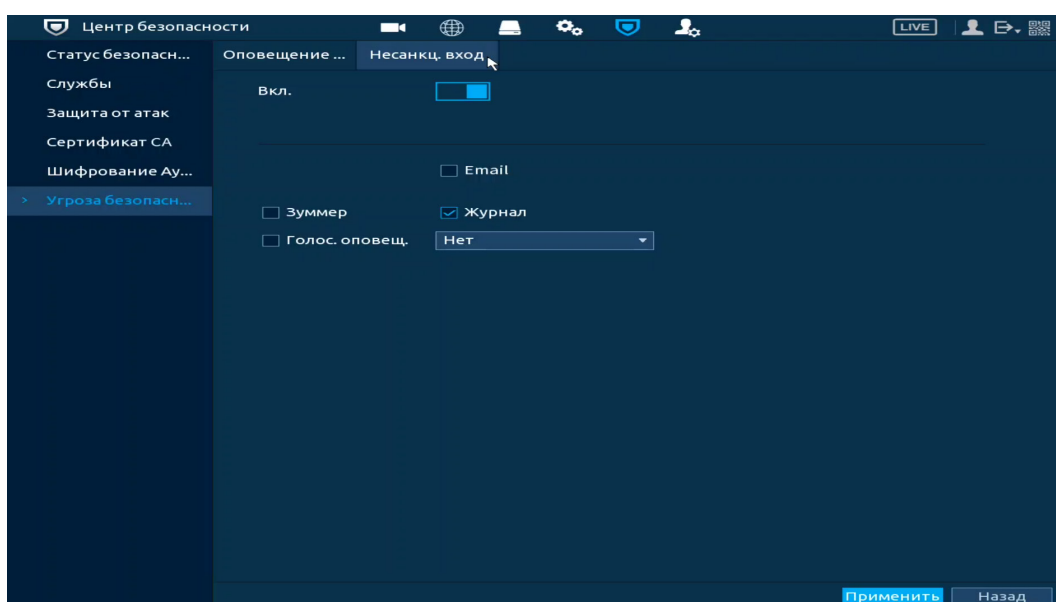 Центр безопасности LIVE
Статус безопасн... Оповещение ... Несанкц. вход
Службы Вкл.
Защита от атак
Сертификат CA
Шифрование Ау... Email
> Угроза безопасн... Зуммер Журнал
Голос. оповещ. Нет
Применить Назад